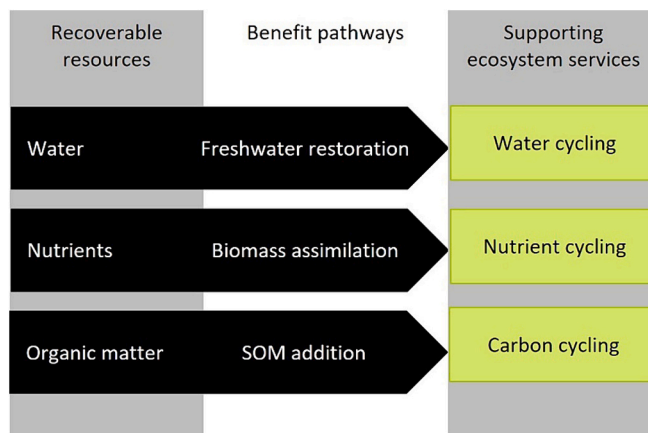 Recoverable
resources
Benefit pathways
Supporting
ecosystem services
Water
Freshwater restoration
Water cycling
Nutrients
Biomass assimilation
Nutrient cycling
Organic matter
SOM addition
Carbon cycling